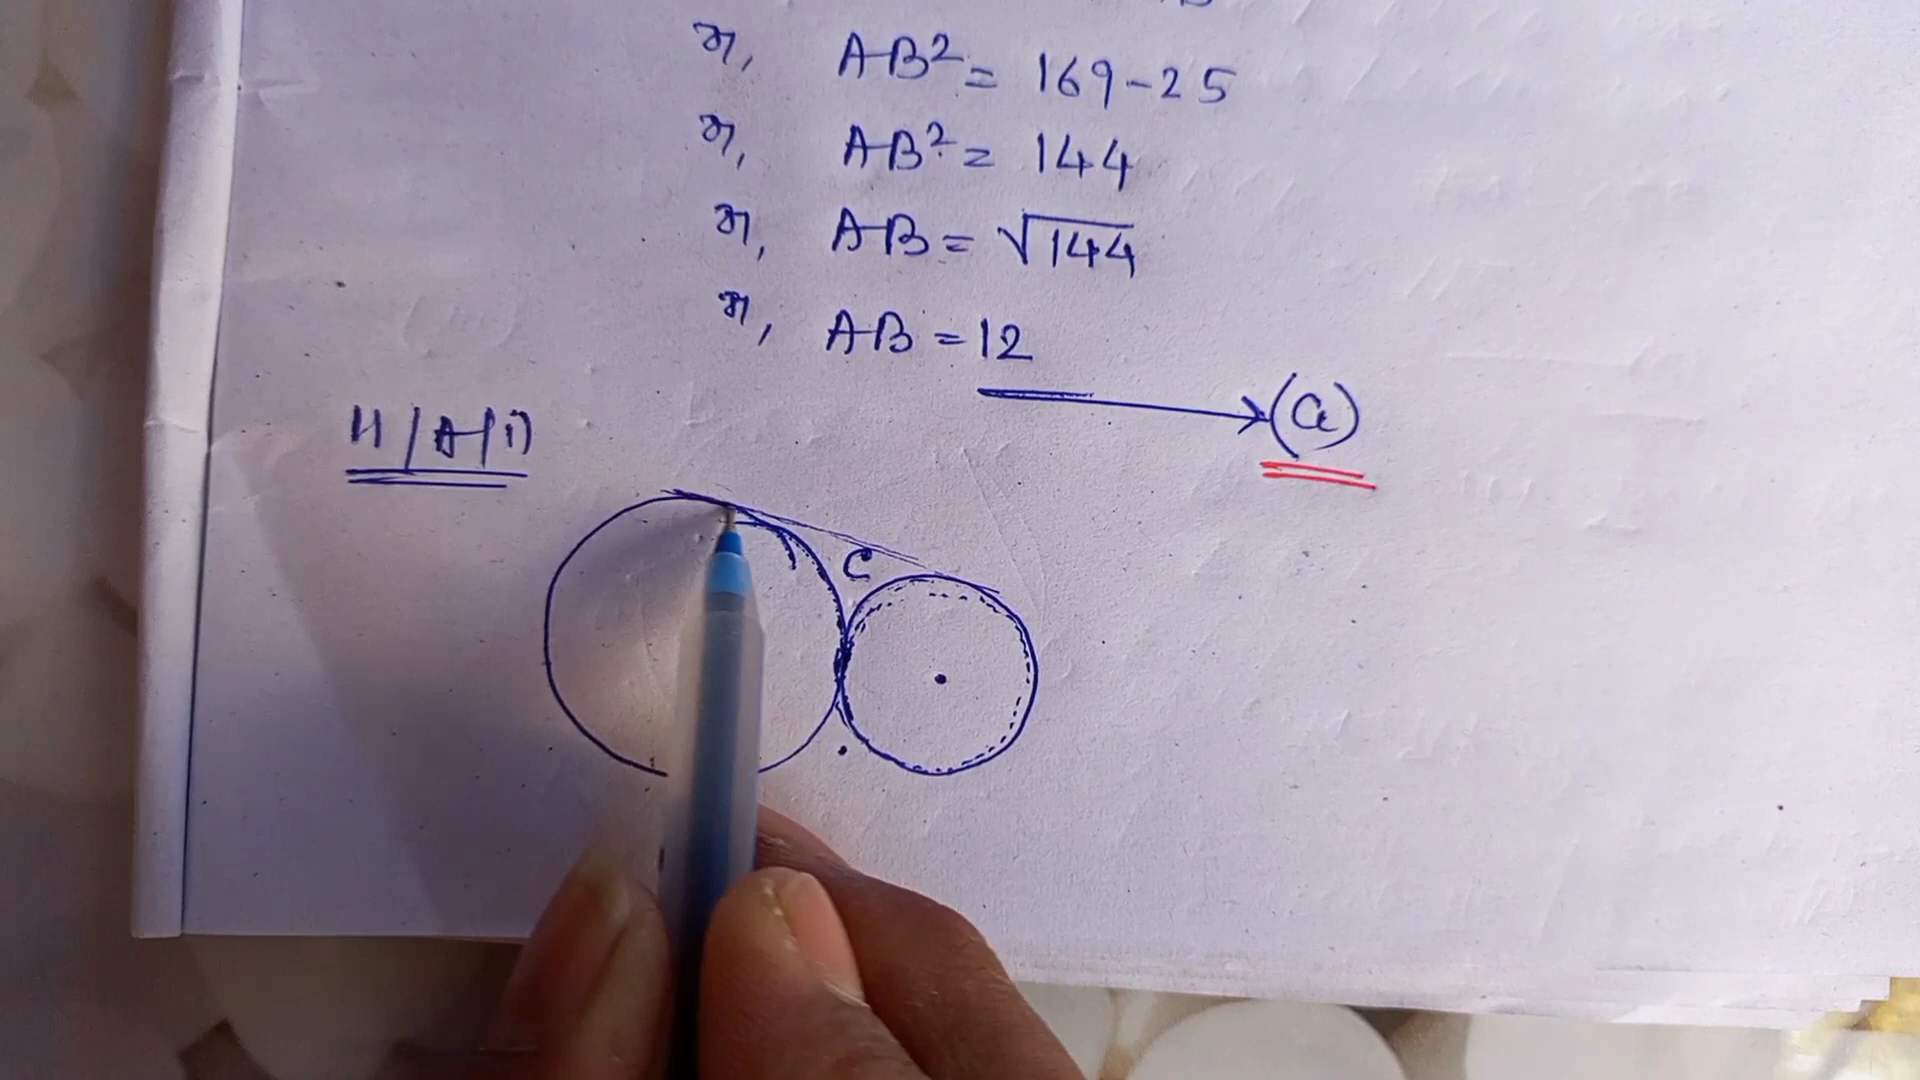 বা, AB² = 169-25
বা, AB² = 144
বা, AB = √144
বা, AB = 12
(a)
11/A/(i)
C